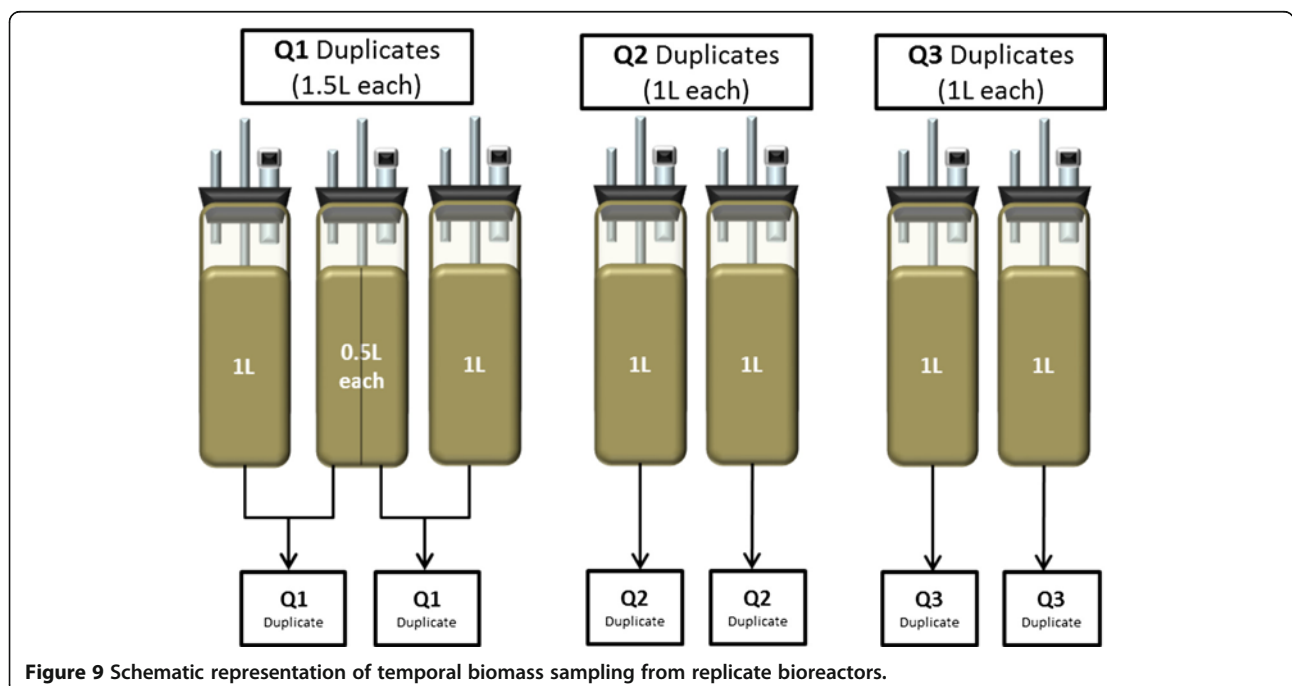 Q1 Duplicates
(1.5L each)
Q2 Duplicates
(1L each)
Q3 Duplicates
(1L each)
1L
0.5L
each
1L
1L
1L
1L
1L
Q1
Duplicate
Q1
Duplicate
Q2
Duplicate
Q2
Duplicate
Q3
Duplicate
Q3
Duplicate
Figure 9 Schematic representation of temporal biomass sampling from replicate bioreactors.